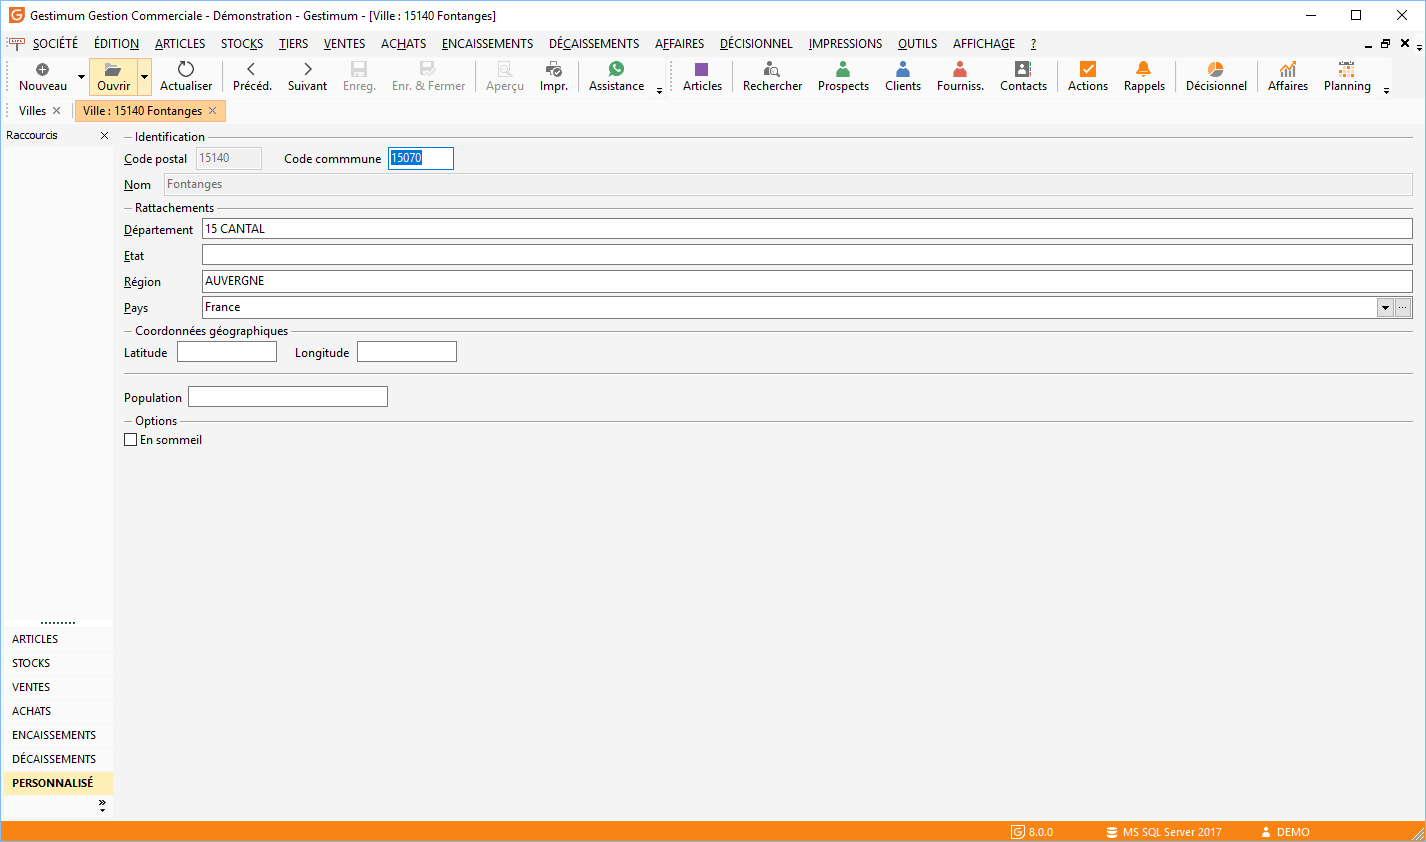 Gestimum Gestion Commerciale - Démonstration - Gestimum - [Ville : 15140 Fontanges]
SOCIÉTÉ ÉDITION ARTICLES STOCKS TIERS VENTES ACHATS ENCAISSEMENTS DÉCAISSEMENTS AFFAIRES DÉCISIONNEL IMPRESSIONS OUTILS AFFICHAGE ?
Nouveau Ouvrir Actualiser Précéd. Suivant Enreg. Enr. & Fermer Aperçu Impr. Assistance Articles Rechercher Prospects Clients Fourniss. Contacts Actions Rappels Décisionnel Affaires Planning
Villes Ville : 15140 Fontanges
Raccourcis
Identification
Code postal 15140 Code commmune 15070
Nom Fontanges
Rattachements
Département 15 CANTAL
Etat
Région AUVERGNE
Pays France
Coordonnées géographiques
Latitude Longitude
Population
Options
En sommeil
ARTICLES
STOCKS
VENTES
ACHATS
ENCAISSEMENTS
DÉCAISSEMENTS
PERSONNALISÉ
8.0.0 MS SQL Server 2017 DEMO